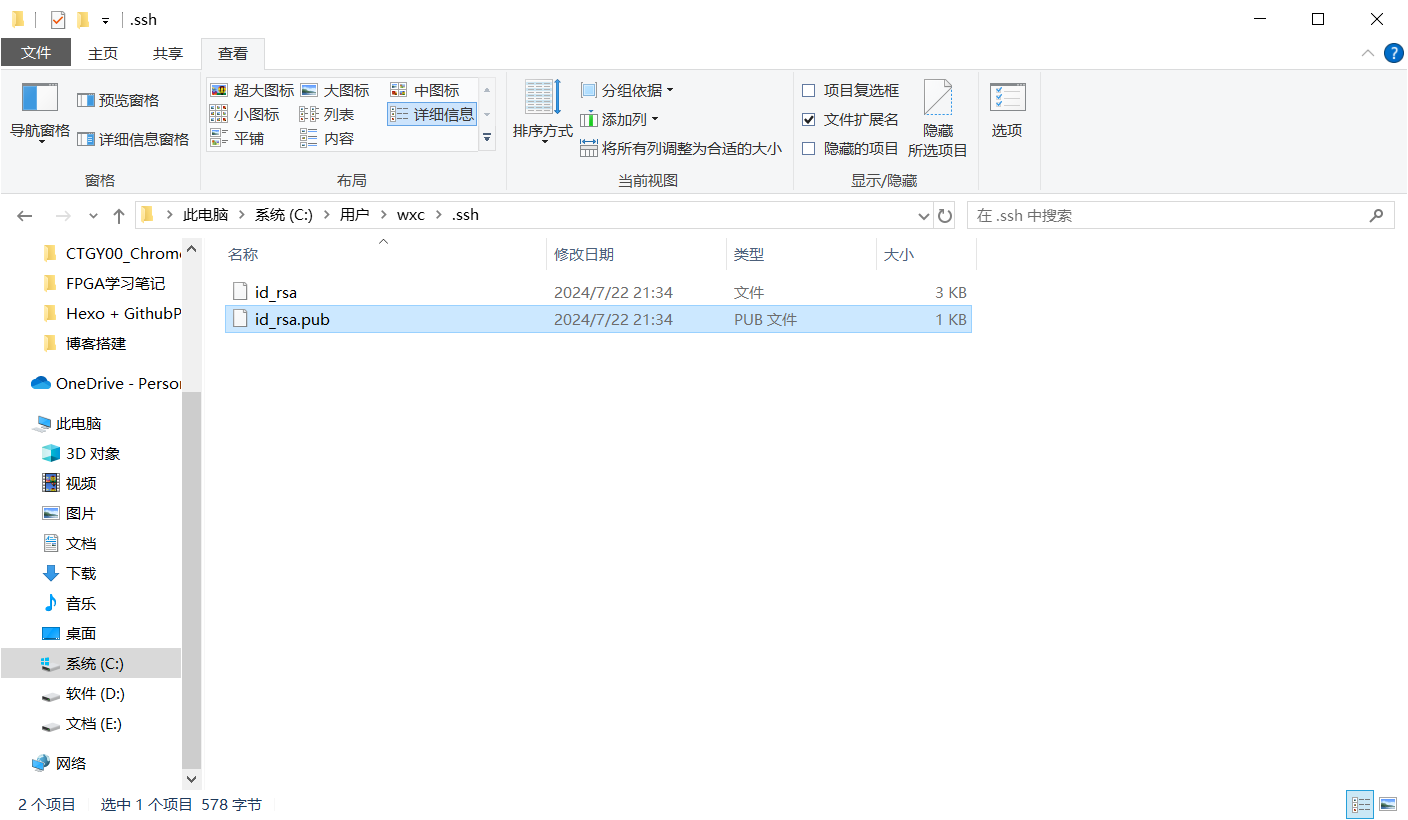 .ssh
文件 主页 共享 查看
导航窗格 预览窗格 详细信息窗格
窗格
超大图标 大图标 中图标
小图标 列表 详细信息
平铺 内容
布局
排序方式 分组依据
添加列
将所有列调整为合适的大小
当前视图
项目复选框
文件扩展名
隐藏的项目
隐藏所选项目
显示/隐藏
选项
此电脑 系统 (C:) 用户 wxc .ssh
在 .ssh 中搜索
CTGY00_Chrome
FPGA学习笔记
Hexo + GithubP
博客搭建
OneDrive - Person
此电脑
3D 对象
视频
图片
文档
下载
音乐
桌面
系统 (C:)
软件 (D:)
文档 (E:)
网络
名称 修改日期 类型 大小
id_rsa 2024/7/22 21:34 文件 3 KB
id_rsa.pub 2024/7/22 21:34 PUB 文件 1 KB
2 个项目 选中 1 个项目 578 字节